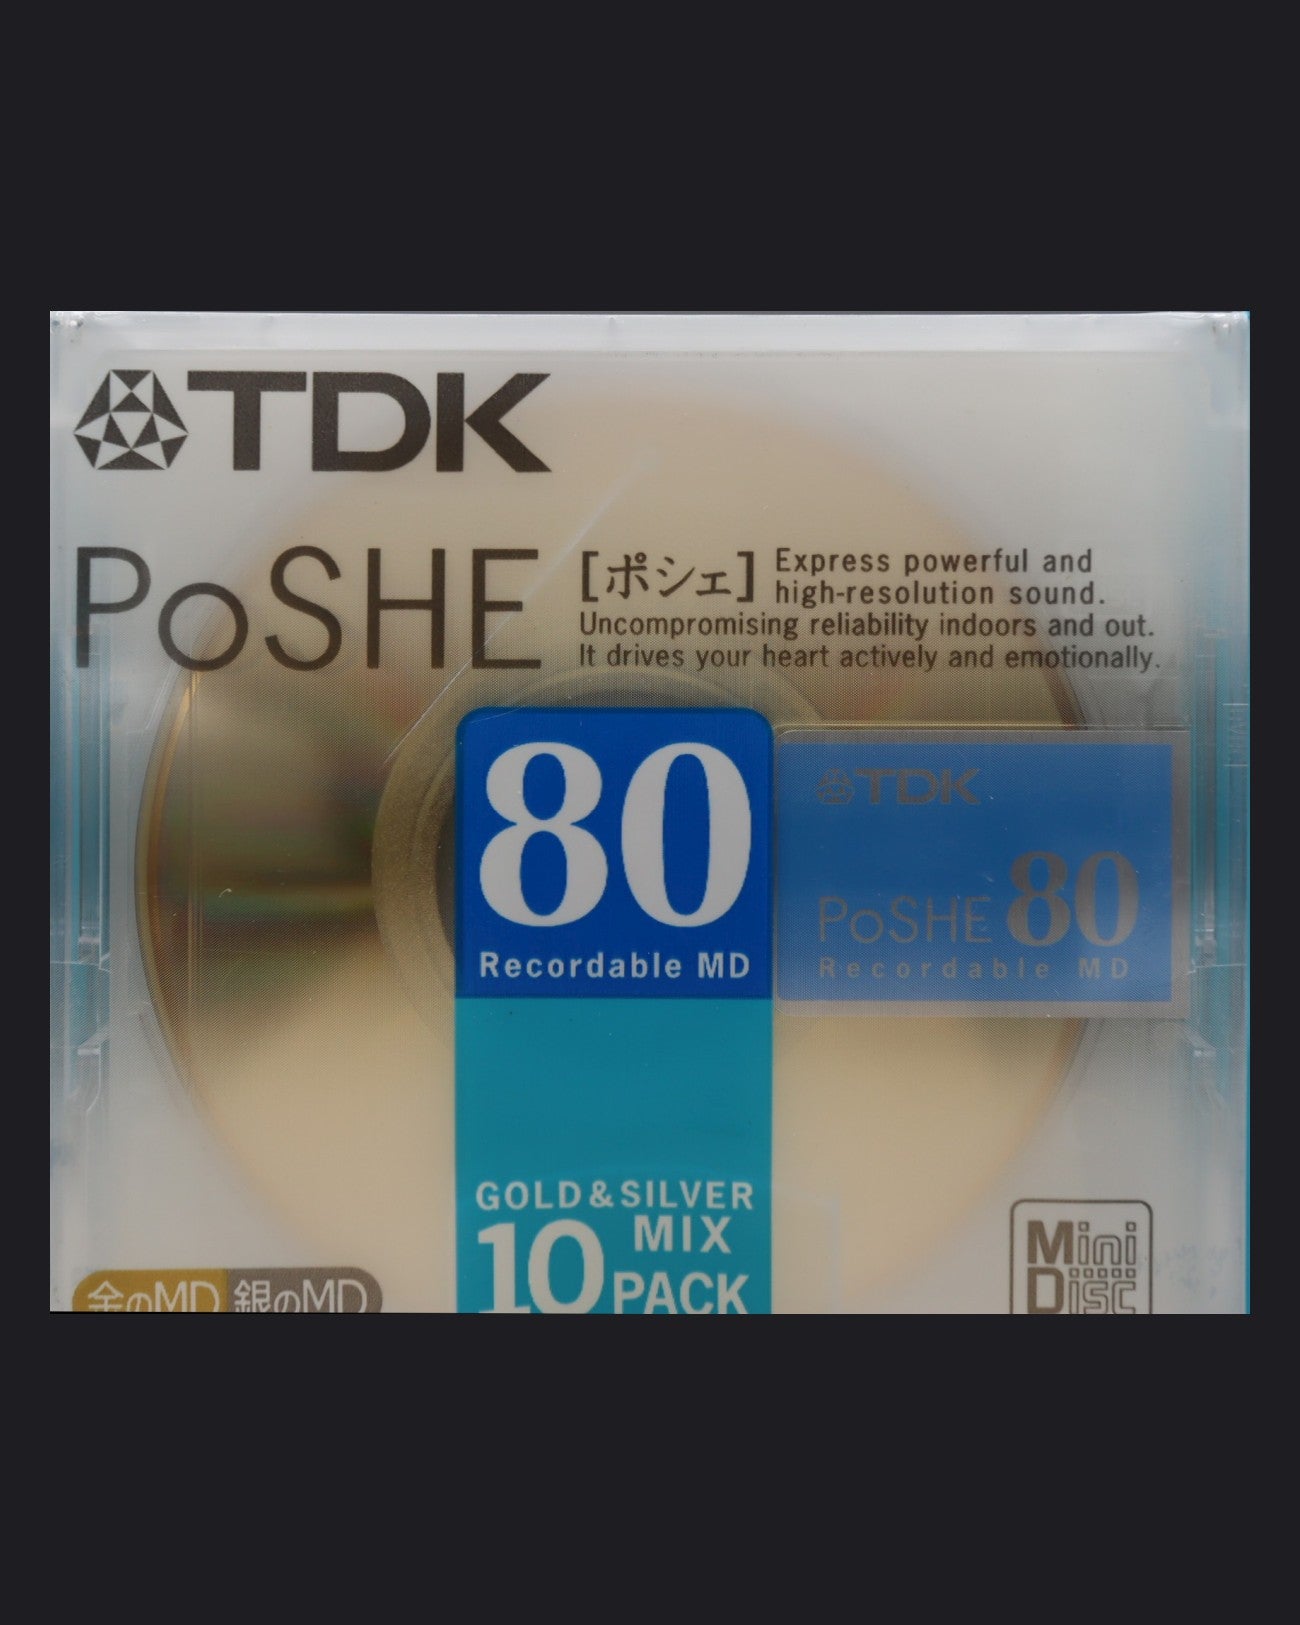 TDK
PoSHE
[ポシェ]
Express powerful and
high-resolution sound.
Uncompromising reliability indoors and out.
It drives your heart actively and emotionally.
80
Recordable MD
TDK
PoSHE 80
Recordable MD
GOLD&SILVER
10 MIX
PACK
金のMD 銀のMD
Mini
Disc